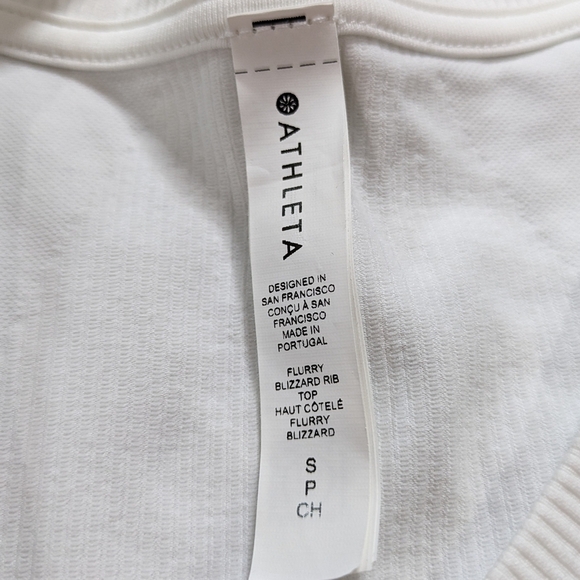 ATHLETA
DESIGNED IN
SAN FRANCISCO
CONÇU À SAN
FRANCISCO
MADE IN
PORTUGAL
FLURRY
BLIZZARD RIB
TOP
HAUT CÔTELÉ
FLURRY
BLIZZARD
S
P
CH